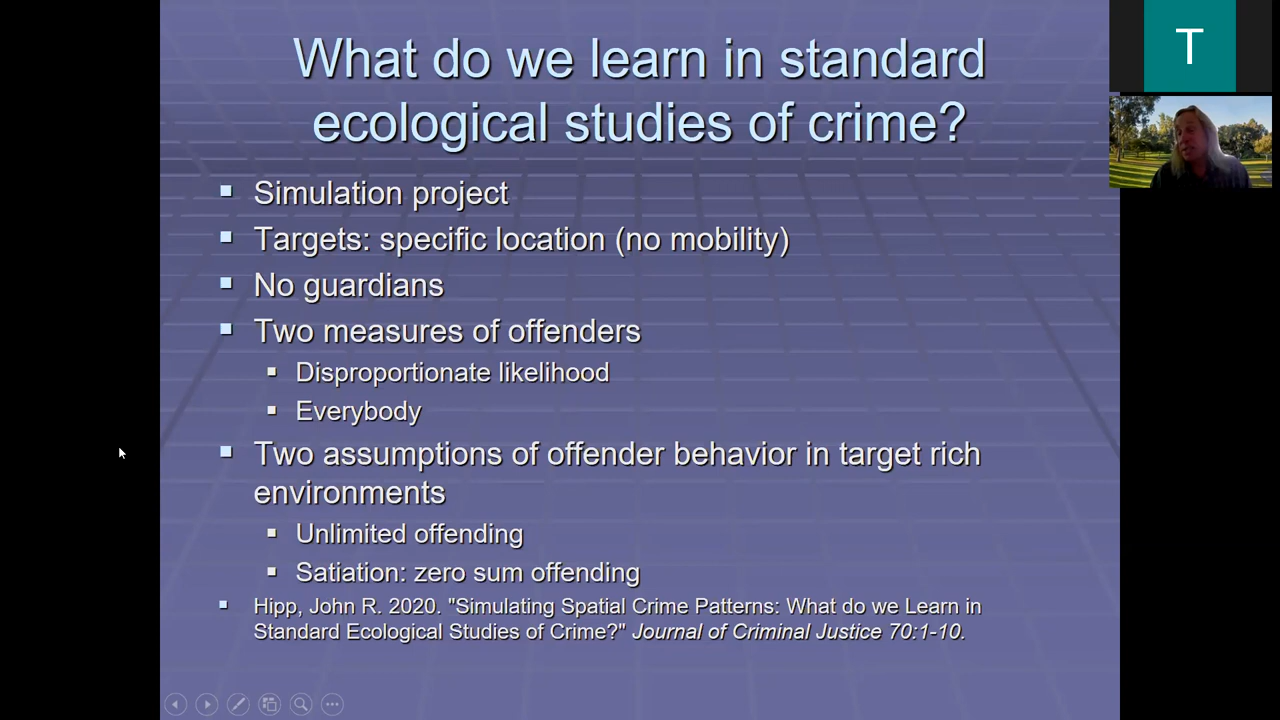 What do we learn in standard
ecological studies of crime?
Simulation project
Targets: specific location (no mobility)
No guardians
Two measures of offenders
Disproportionate likelihood
Everybody
Two assumptions of offender behavior in target rich
environments
Unlimited offending
Satiation: zero sum offending
Hipp, John R. 2020. "Simulating Spatial Crime Patterns: What do we Learn in
Standard Ecological Studies of Crime?" Journal of Criminal Justice 70:1-10.
T